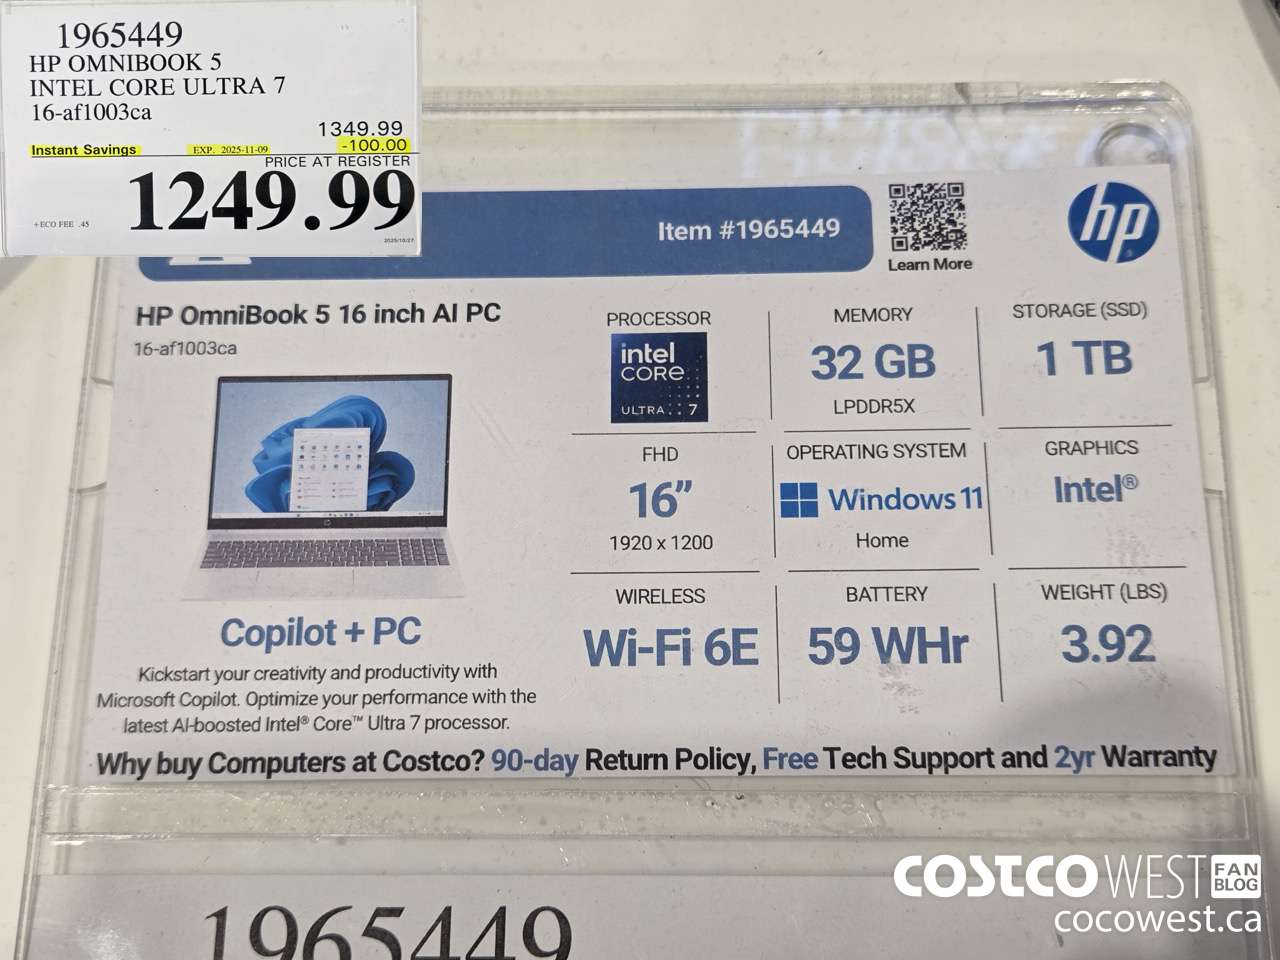 1965449
HP OMNIBOOK 5
INTEL CORE ULTRA 7
16-af1003ca
1349.99
Instant Savings EXP. 2025-11-09 -100.00
PRICE AT REGISTER
1249.99
+ECO FEE .45
2025/10/27
Item #1965449
Learn More
hp
HP OmniBook 5 16 inch AI PC
16-af1003ca
PROCESSOR
intel
CORE
ULTRA 7
MEMORY
32 GB
LPDDR5X
STORAGE (SSD)
1 TB
FHD
16”
1920 x 1200
OPERATING SYSTEM
Windows 11
Home
GRAPHICS
Intel®
WIRELESS
Wi-Fi 6E
BATTERY
59 WHr
WEIGHT (LBS)
3.92
Copilot + PC
Kickstart your creativity and productivity with
Microsoft Copilot. Optimize your performance with the
latest AI-boosted Intel® Core™ Ultra 7 processor.
Why buy Computers at Costco? 90-day Return Policy, Free Tech Support and 2yr Warranty
1965449
COSTCO WEST FAN BLOG
cocowest.ca